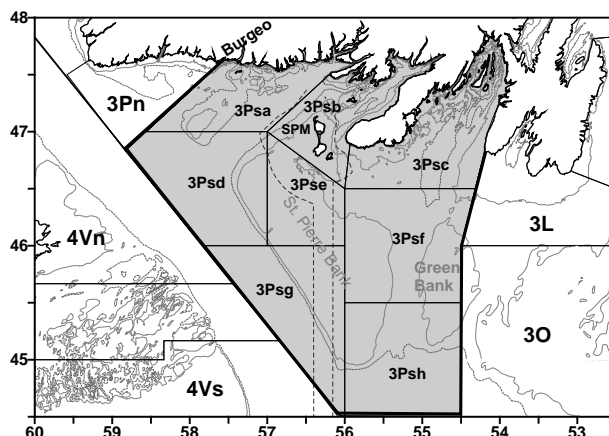 48
Burgeo
3Pn
3Psa
3Psb
47
SPM
3Psc
3Psd
3Pse
4Vn
St. Pierre Bank
3Psf
3L
46
Green
Bank
3Psg
3O
45
3Psh
4Vs
60 59 58 57 56 55 54 53